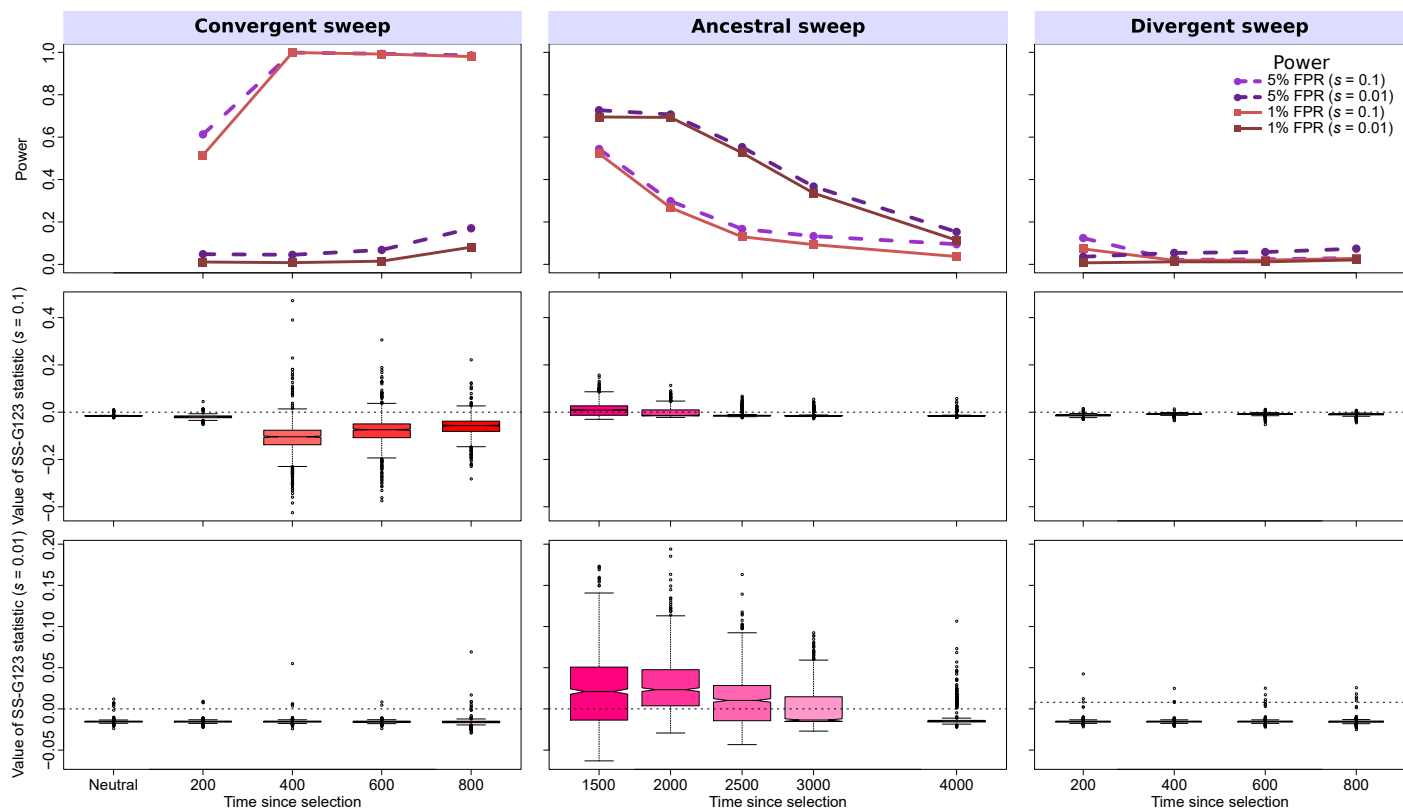 Convergent sweep
Ancestral sweep
Divergent sweep
Power
0.0
0.2
0.4
0.6
0.8
1.0
Power
5% FPR (s = 0.1)
5% FPR (s = 0.01)
1% FPR (s = 0.1)
1% FPR (s = 0.01)
Value of SS-G123 statistic (s = 0.1)
−0.4
−0.2
0.0
0.2
0.4
Value of SS-G123 statistic (s = 0.01)
−0.05
0.00
0.05
0.10
0.15
0.20
Neutral 200 400 600 800
Time since selection
1500 2000 2500 3000 4000
Time since selection
200 400 600 800
Time since selection